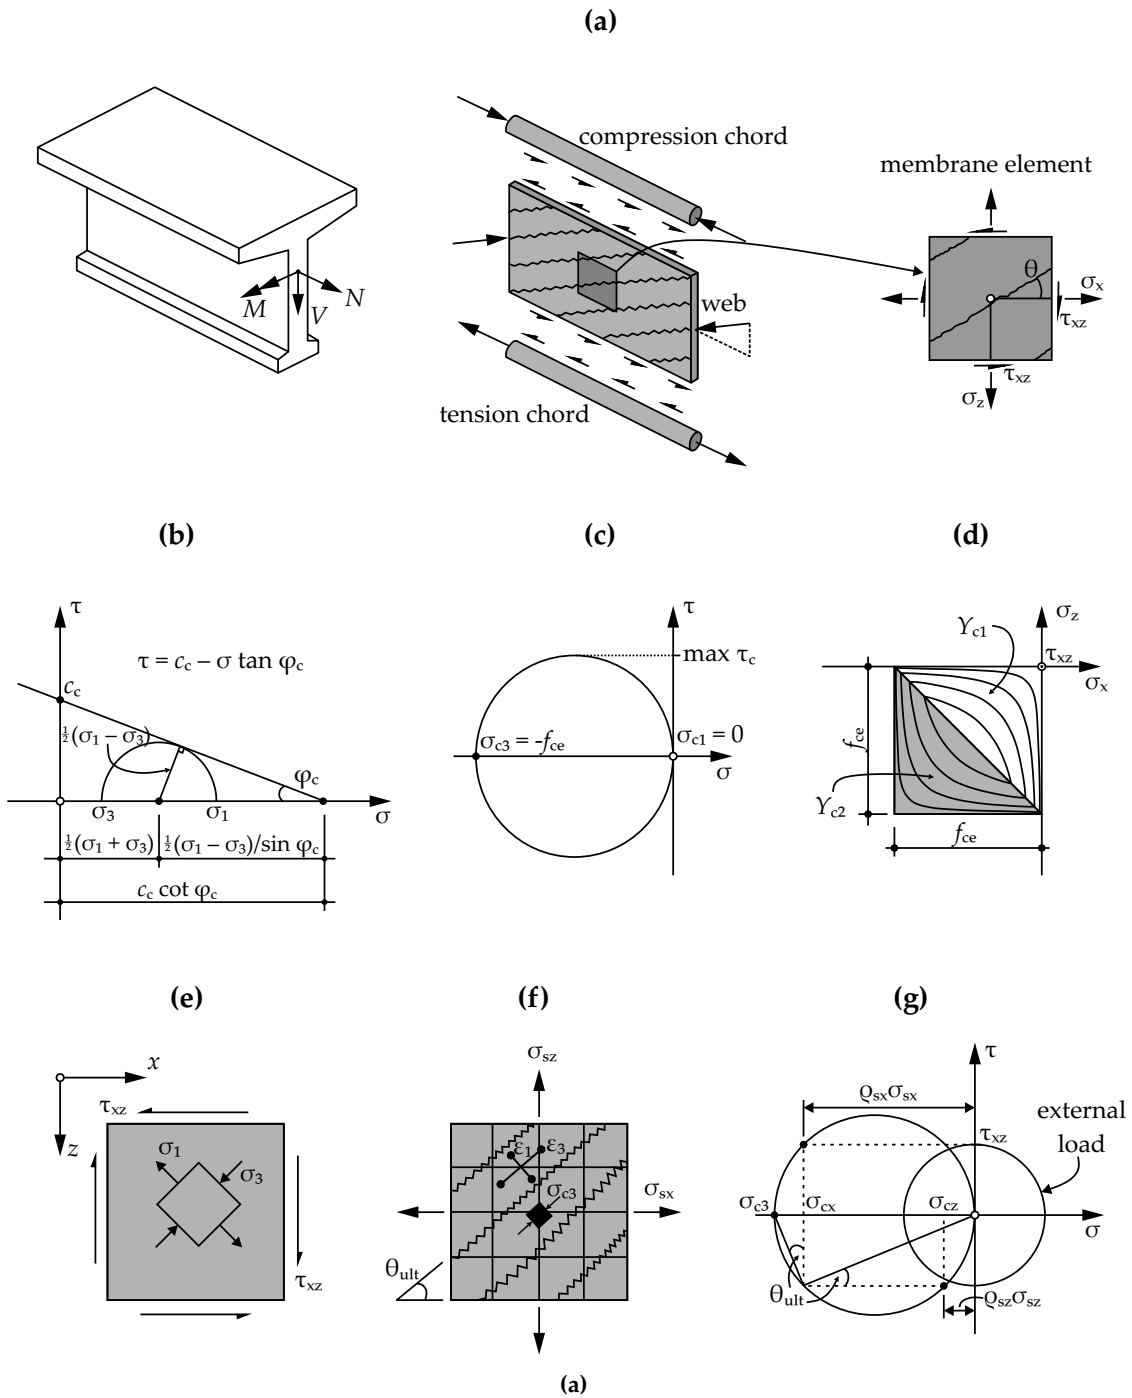 (a)
compression chord
membrane element
M
V
N
web
tension chord
θ
σx
τxz
τxz
σz
(b)
(c)
(d)
τ
τ = cc – σ tan φc
cc
½(σ1 – σ3)
φc
σ3
σ1
σ
½(σ1 + σ3)
½(σ1 – σ3)/sin φc
cc cot φc
τ
max τc
σc3 = -fce
σc1 = 0
σ
σz
Yc1
τxz
σx
fce
Yc2
fce
(e)
(f)
(g)
x
z
τxz
σ1
σ3
τxz
σsz
ε1
ε3
σc3
σsx
θult
τ
ϱsxσsx
external
load
τxz
σc3
σcx
σcz
σ
θult
ϱszσsz
(a)